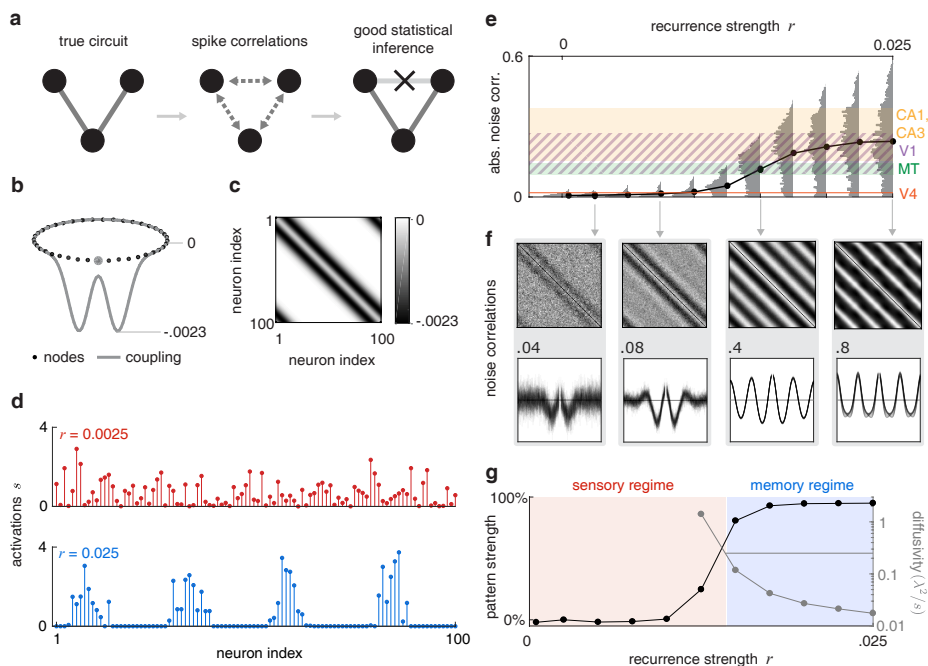 a
true circuit
spike correlations
good statistical
inference
b
0
-.0023
nodes
coupling
c
neuron index
1
100
1
100
neuron index
0
-.0023
d
activations s
4
r = 0.0025
0
4
r = 0.025
0
1
100
neuron index
e
recurrence strength r
0
0.025
abs. noise corr.
0.6
0
CA1,
CA3
V1
MT
V4
f
noise correlations
.04
.08
.4
.8
g
sensory regime
memory regime
pattern strength
100%
0%
diffusivity (λ²/s)
1
0.1
0.01
0
.025
recurrence strength r